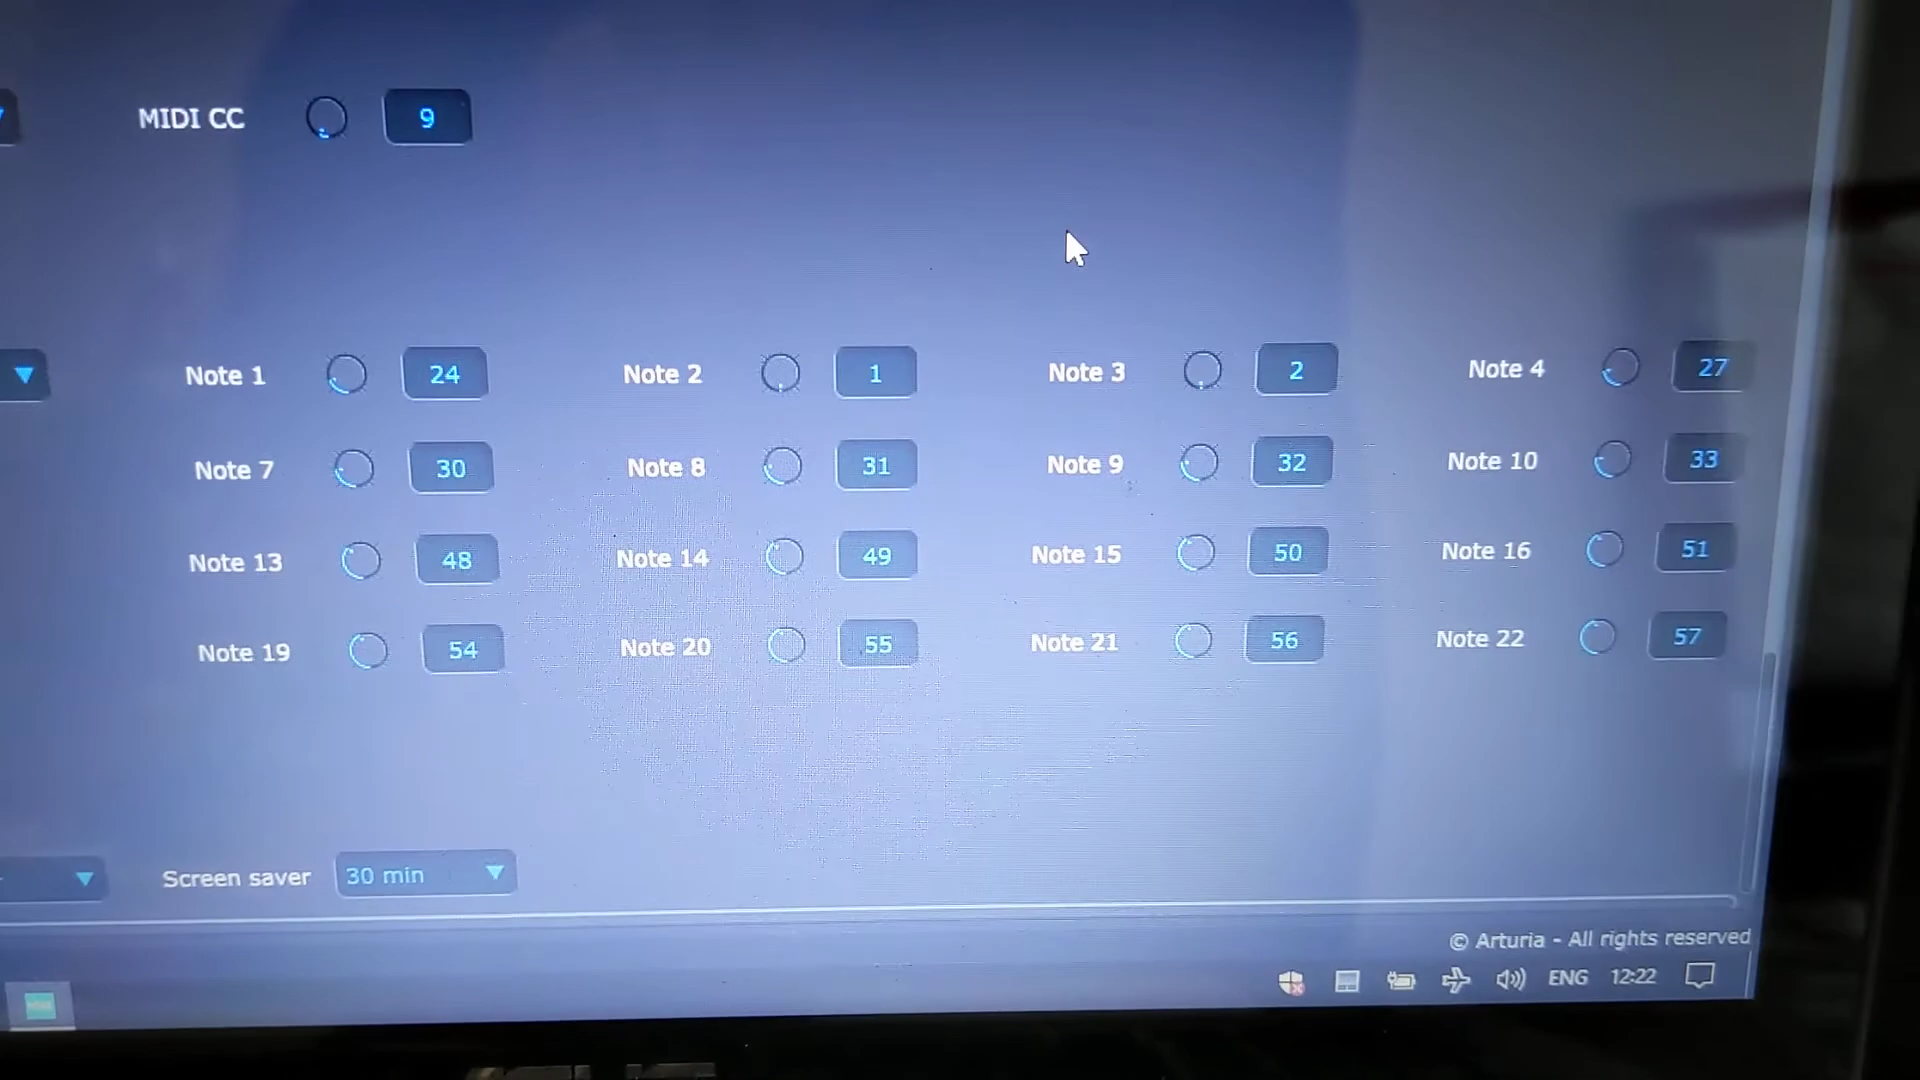 MIDI CC 9
Note 1 24 Note 2 1 Note 3 2 Note 4 27
Note 7 30 Note 8 31 Note 9 32 Note 10 33
Note 13 48 Note 14 49 Note 15 50 Note 16 51
Note 19 54 Note 20 55 Note 21 56 Note 22 57
Screen saver 30 min
© Arturia - All rights reserved
ENG 12:22